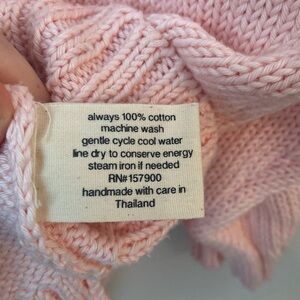 always 100% cotton
machine wash
gentle cycle cool water
line dry to conserve energy
steam iron if needed
RN#157900
handmade with care in
Thailand